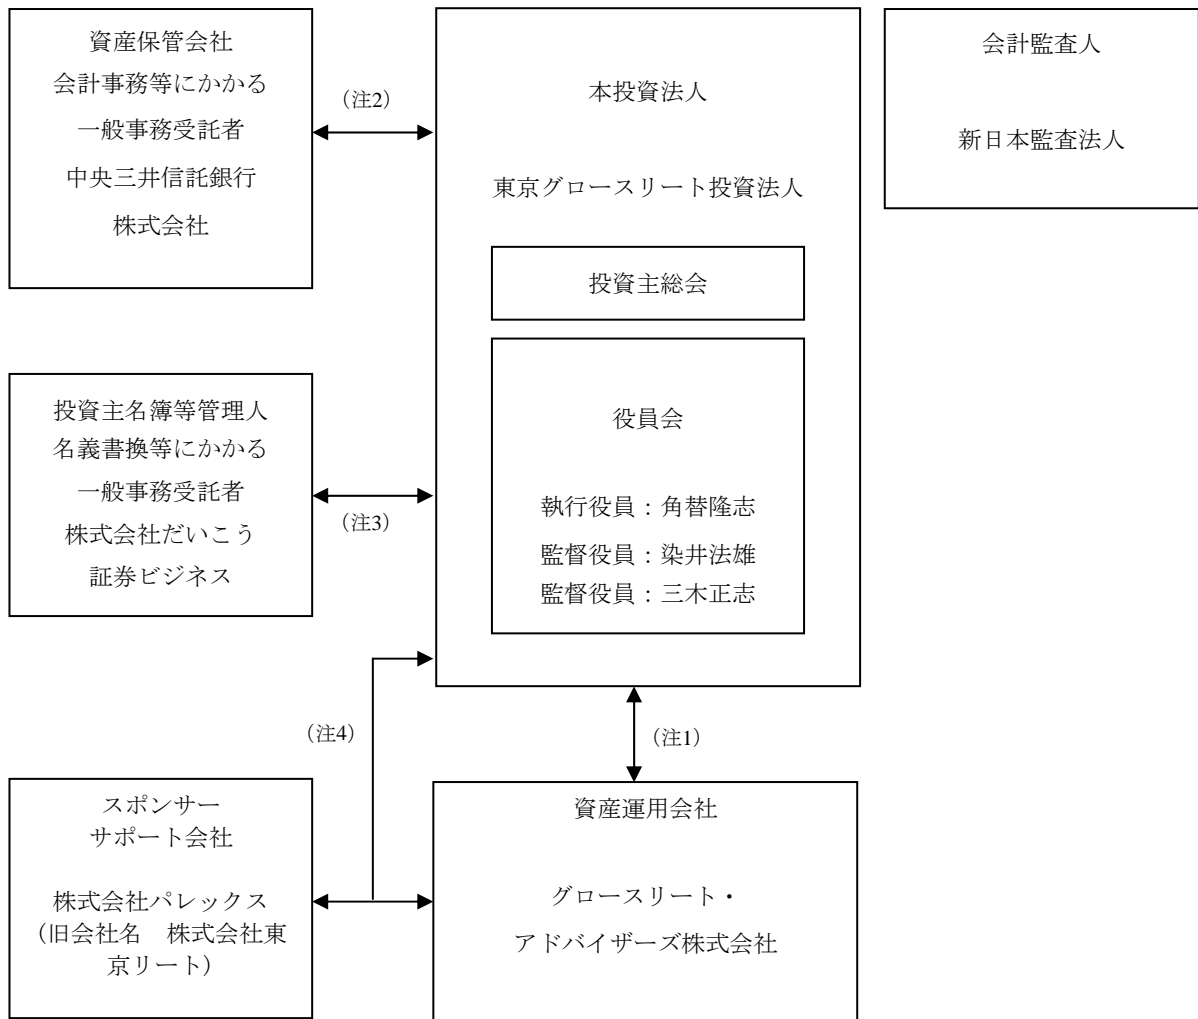 資産保管会社
会計事務等にかかる
一般事務受託者
中央三井信託銀行
株式会社
（注2）
本投資法人
東京グロースリート投資法人
投資主総会
役員会
執行役員：角替隆志
監督役員：染井法雄
監督役員：三木正志
会計監査人
新日本監査法人
投資主名簿等管理人
名義書換等にかかる
一般事務受託者
株式会社だいこう
証券ビジネス
（注3）
（注4）
（注1）
スポンサー
サポート会社
株式会社パレックス
（旧会社名　株式会社東
京リート）
資産運用会社
グロースリート・
アドバイザーズ株式会社